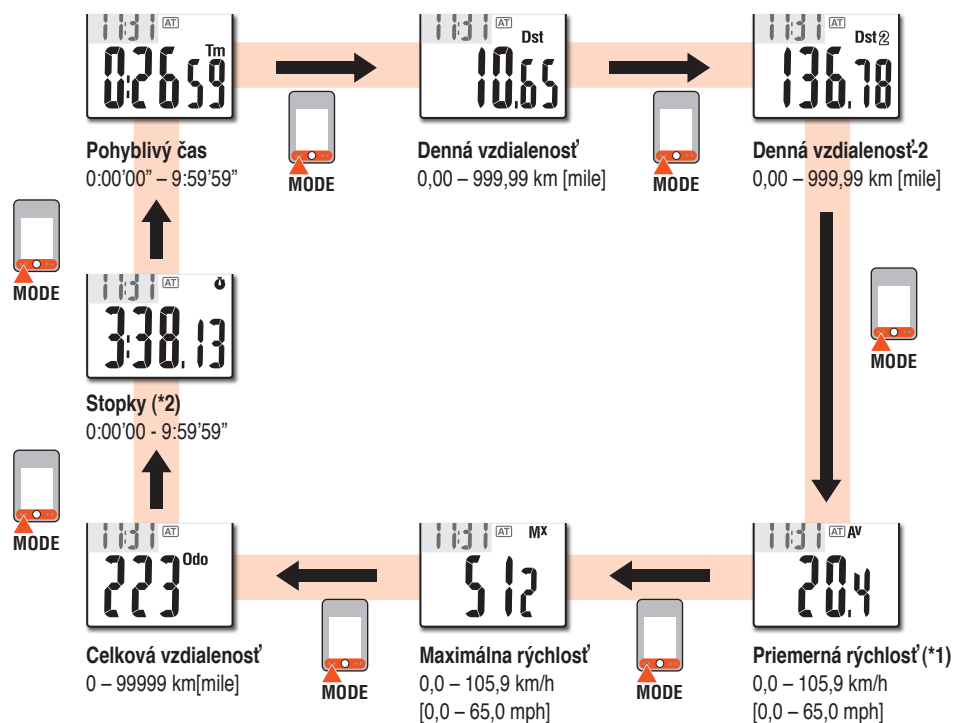 11:31 AT
Tm
0:26 59
Pohyblivý čas
0:00’00” – 9:59’59”
MODE
11:31 AT
Dst
10.65
Denná vzdialenosť
0,00 – 999,99 km [mile]
MODE
11:31 AT
Dst2
136.78
Denná vzdialenosť-2
0,00 – 999,99 km [mile]
MODE
MODE
11:31 AT
3:38.13
Stopky (*2)
0:00’00 - 9:59’59”
MODE
11:31 AT
Odo
223
Celková vzdialenosť
0 – 99999 km[mile]
MODE
11:31 AT Mx
512
Maximálna rýchlosť
0,0 – 105,9 km/h
[0,0 – 65,0 mph]
MODE
11:31 AT AV
20.4
Priemerná rýchlosť (*1)
0,0 – 105,9 km/h
[0,0 – 65,0 mph]